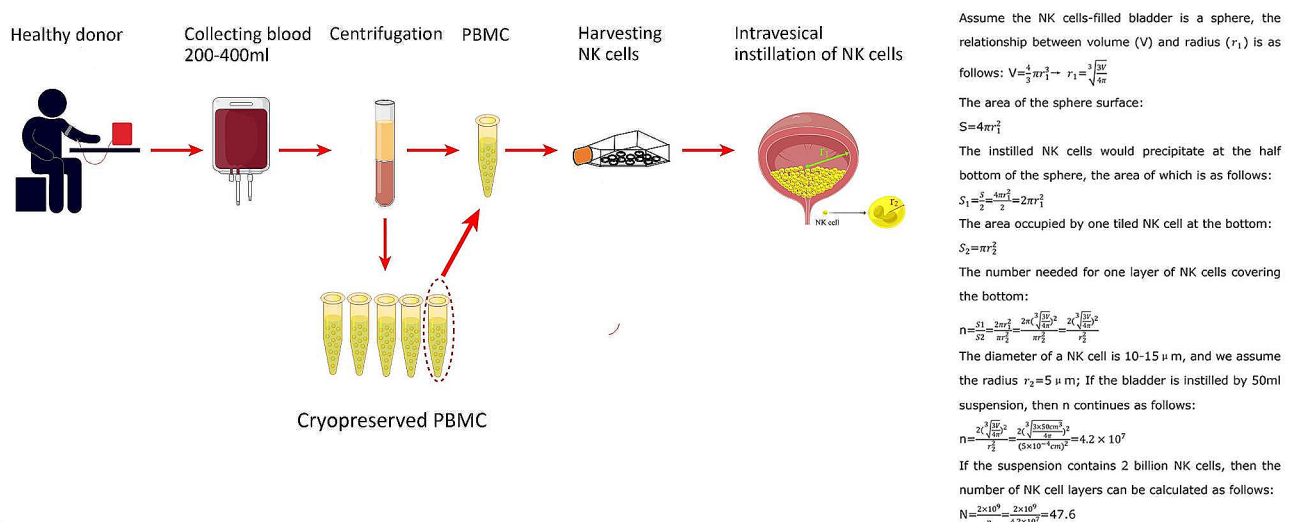 Healthy donor
Collecting blood
200-400ml
Centrifugation
PBMC
Harvesting
NK cells
Intravesical
instillation of NK cells
r₁
r₂
NK cell
Cryopreserved PBMC
Assume the NK cells-filled bladder is a sphere, the
relationship between volume (V) and radius (r₁) is as
follows: V=4/3πr₁³→ r₁=∛(3V/4π)
The area of the sphere surface:
S=4πr₁²
The instilled NK cells would precipitate at the half
bottom of the sphere, the area of which is as follows:
S₁=S/2=4πr₁²/2=2πr₁²
The area occupied by one tiled NK cell at the bottom:
S₂=πr₂²
The number needed for one layer of NK cells covering
the bottom:
n=S1/S2=2πr₁²/πr₂²=2π(∛(3V/4π))²/πr₂²=2(∛(3V/4π))²/r₂²
The diameter of a NK cell is 10-15 μm, and we assume
the radius r₂=5 μm; If the bladder is instilled by 50ml
suspension, then n continues as follows:
n=2(∛(3V/4π))²/r₂²=2(∛(3×50cm³/4π))²/(5×10⁻⁴cm)²=4.2 × 10⁷
If the suspension contains 2 billion NK cells, then the
number of NK cell layers can be calculated as follows:
N=2×10⁹/n=2×10⁹/4.2×10⁷=47.6